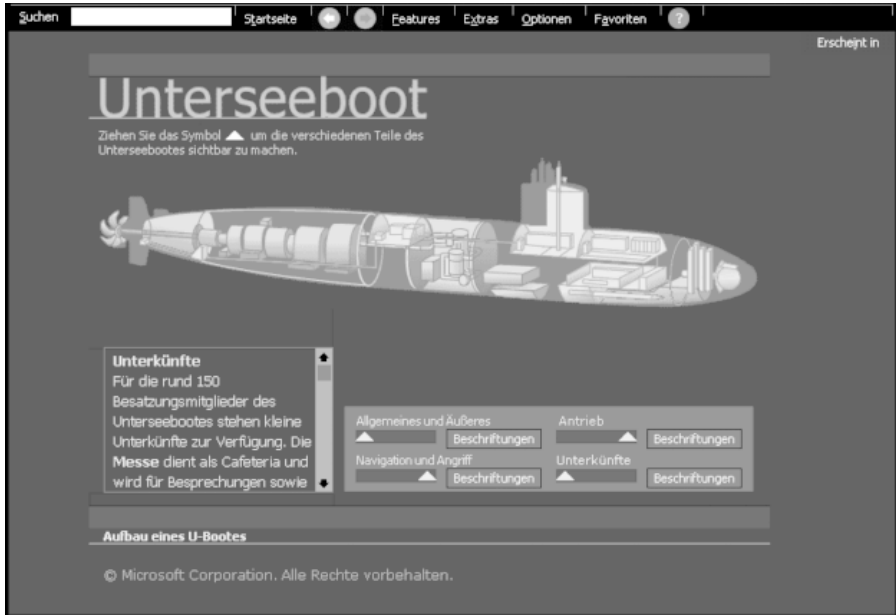 Suchen Startseite Features Extras Optionen Favoriten ?
Erscheint in
Unterseeboot
Ziehen Sie das Symbol um die verschiedenen Teile des
Unterseebootes sichtbar zu machen.
Unterkünfte
Für die rund 150
Besatzungsmitglieder des
Unterseebootes stehen kleine
Unterkünfte zur Verfügung. Die
Messe dient als Cafeteria und
wird für Besprechungen sowie
Allgemeines und Äußeres Antrieb
Beschriftungen Beschriftungen
Navigation und Angriff Unterkünfte
Beschriftungen Beschriftungen
Aufbau eines U-Bootes
© Microsoft Corporation. Alle Rechte vorbehalten.